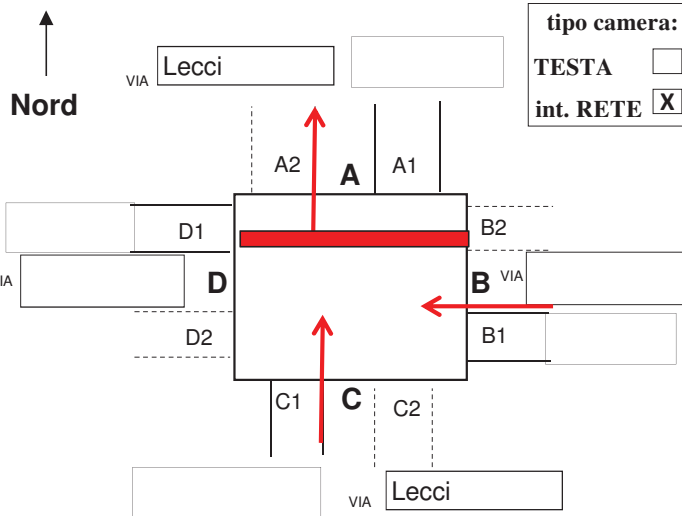 tipo camera:
VIA Lecci
TESTA
Nord
int. RETE X
A2 A A1
D1 B2
VIA D B VIA
D2 B1
C1 C C2
VIA Lecci